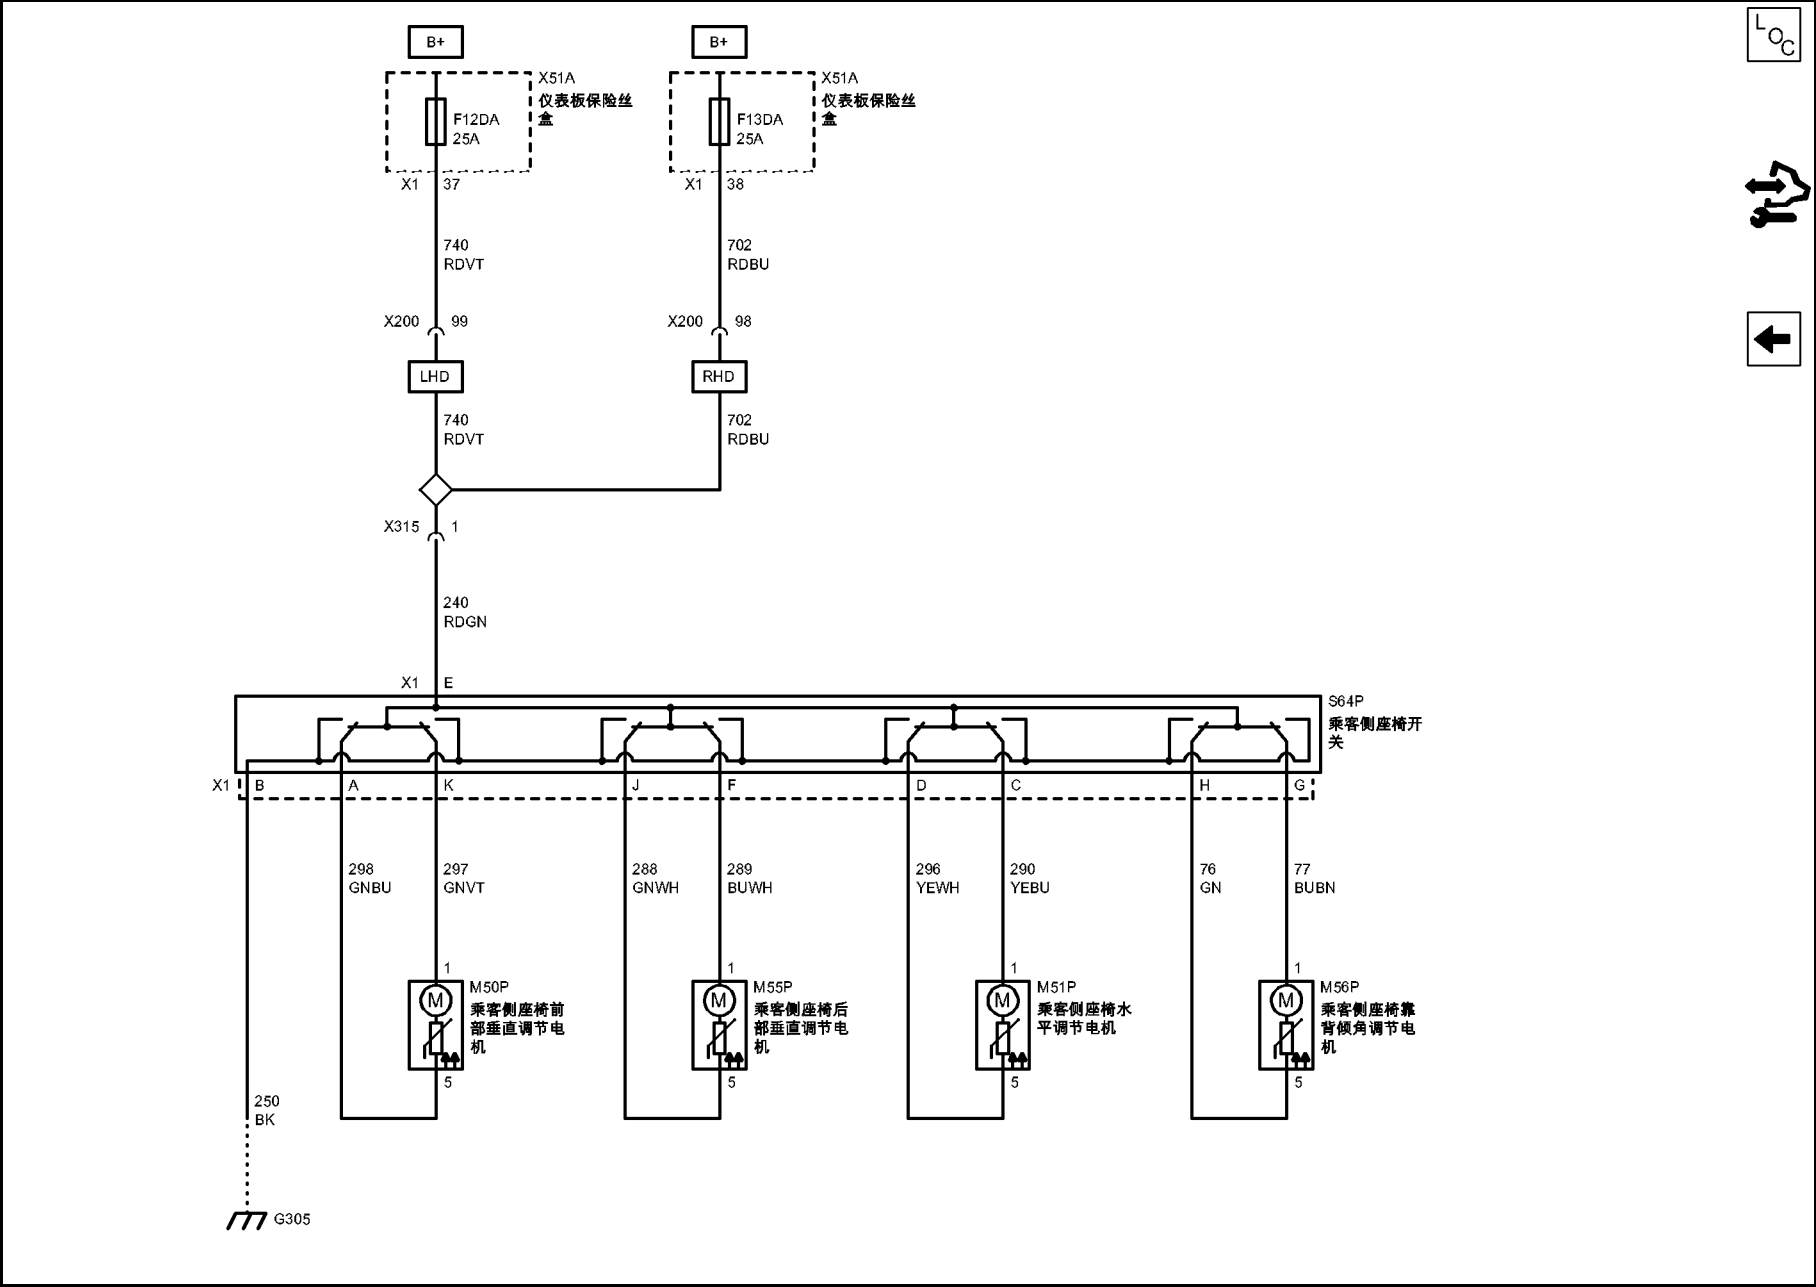 B+
B+
LOC
X51A
仪表板保险丝
盒
F12DA
25A
X51A
仪表板保险丝
盒
F13DA
25A
X1 37
X1 38
740
RDVT
702
RDBU
X200 99
X200 98
LHD
RHD
740
RDVT
702
RDBU
X315 1
240
RDGN
X1 E
S64P
乘客侧座椅开
关
X1 B A K J F D C H G
298
GNBU
297
GNVT
288
GNWH
289
BUWH
296
YEWH
290
YEBU
76
GN
77
BUBN
1
M50P
乘客侧座椅前
部垂直调节电
机
M
5
1
M55P
乘客侧座椅后
部垂直调节电
机
M
5
1
M51P
乘客侧座椅水
平调节电机
M
5
1
M56P
乘客侧座椅靠
背倾角调节电
机
M
5
250
BK
G305